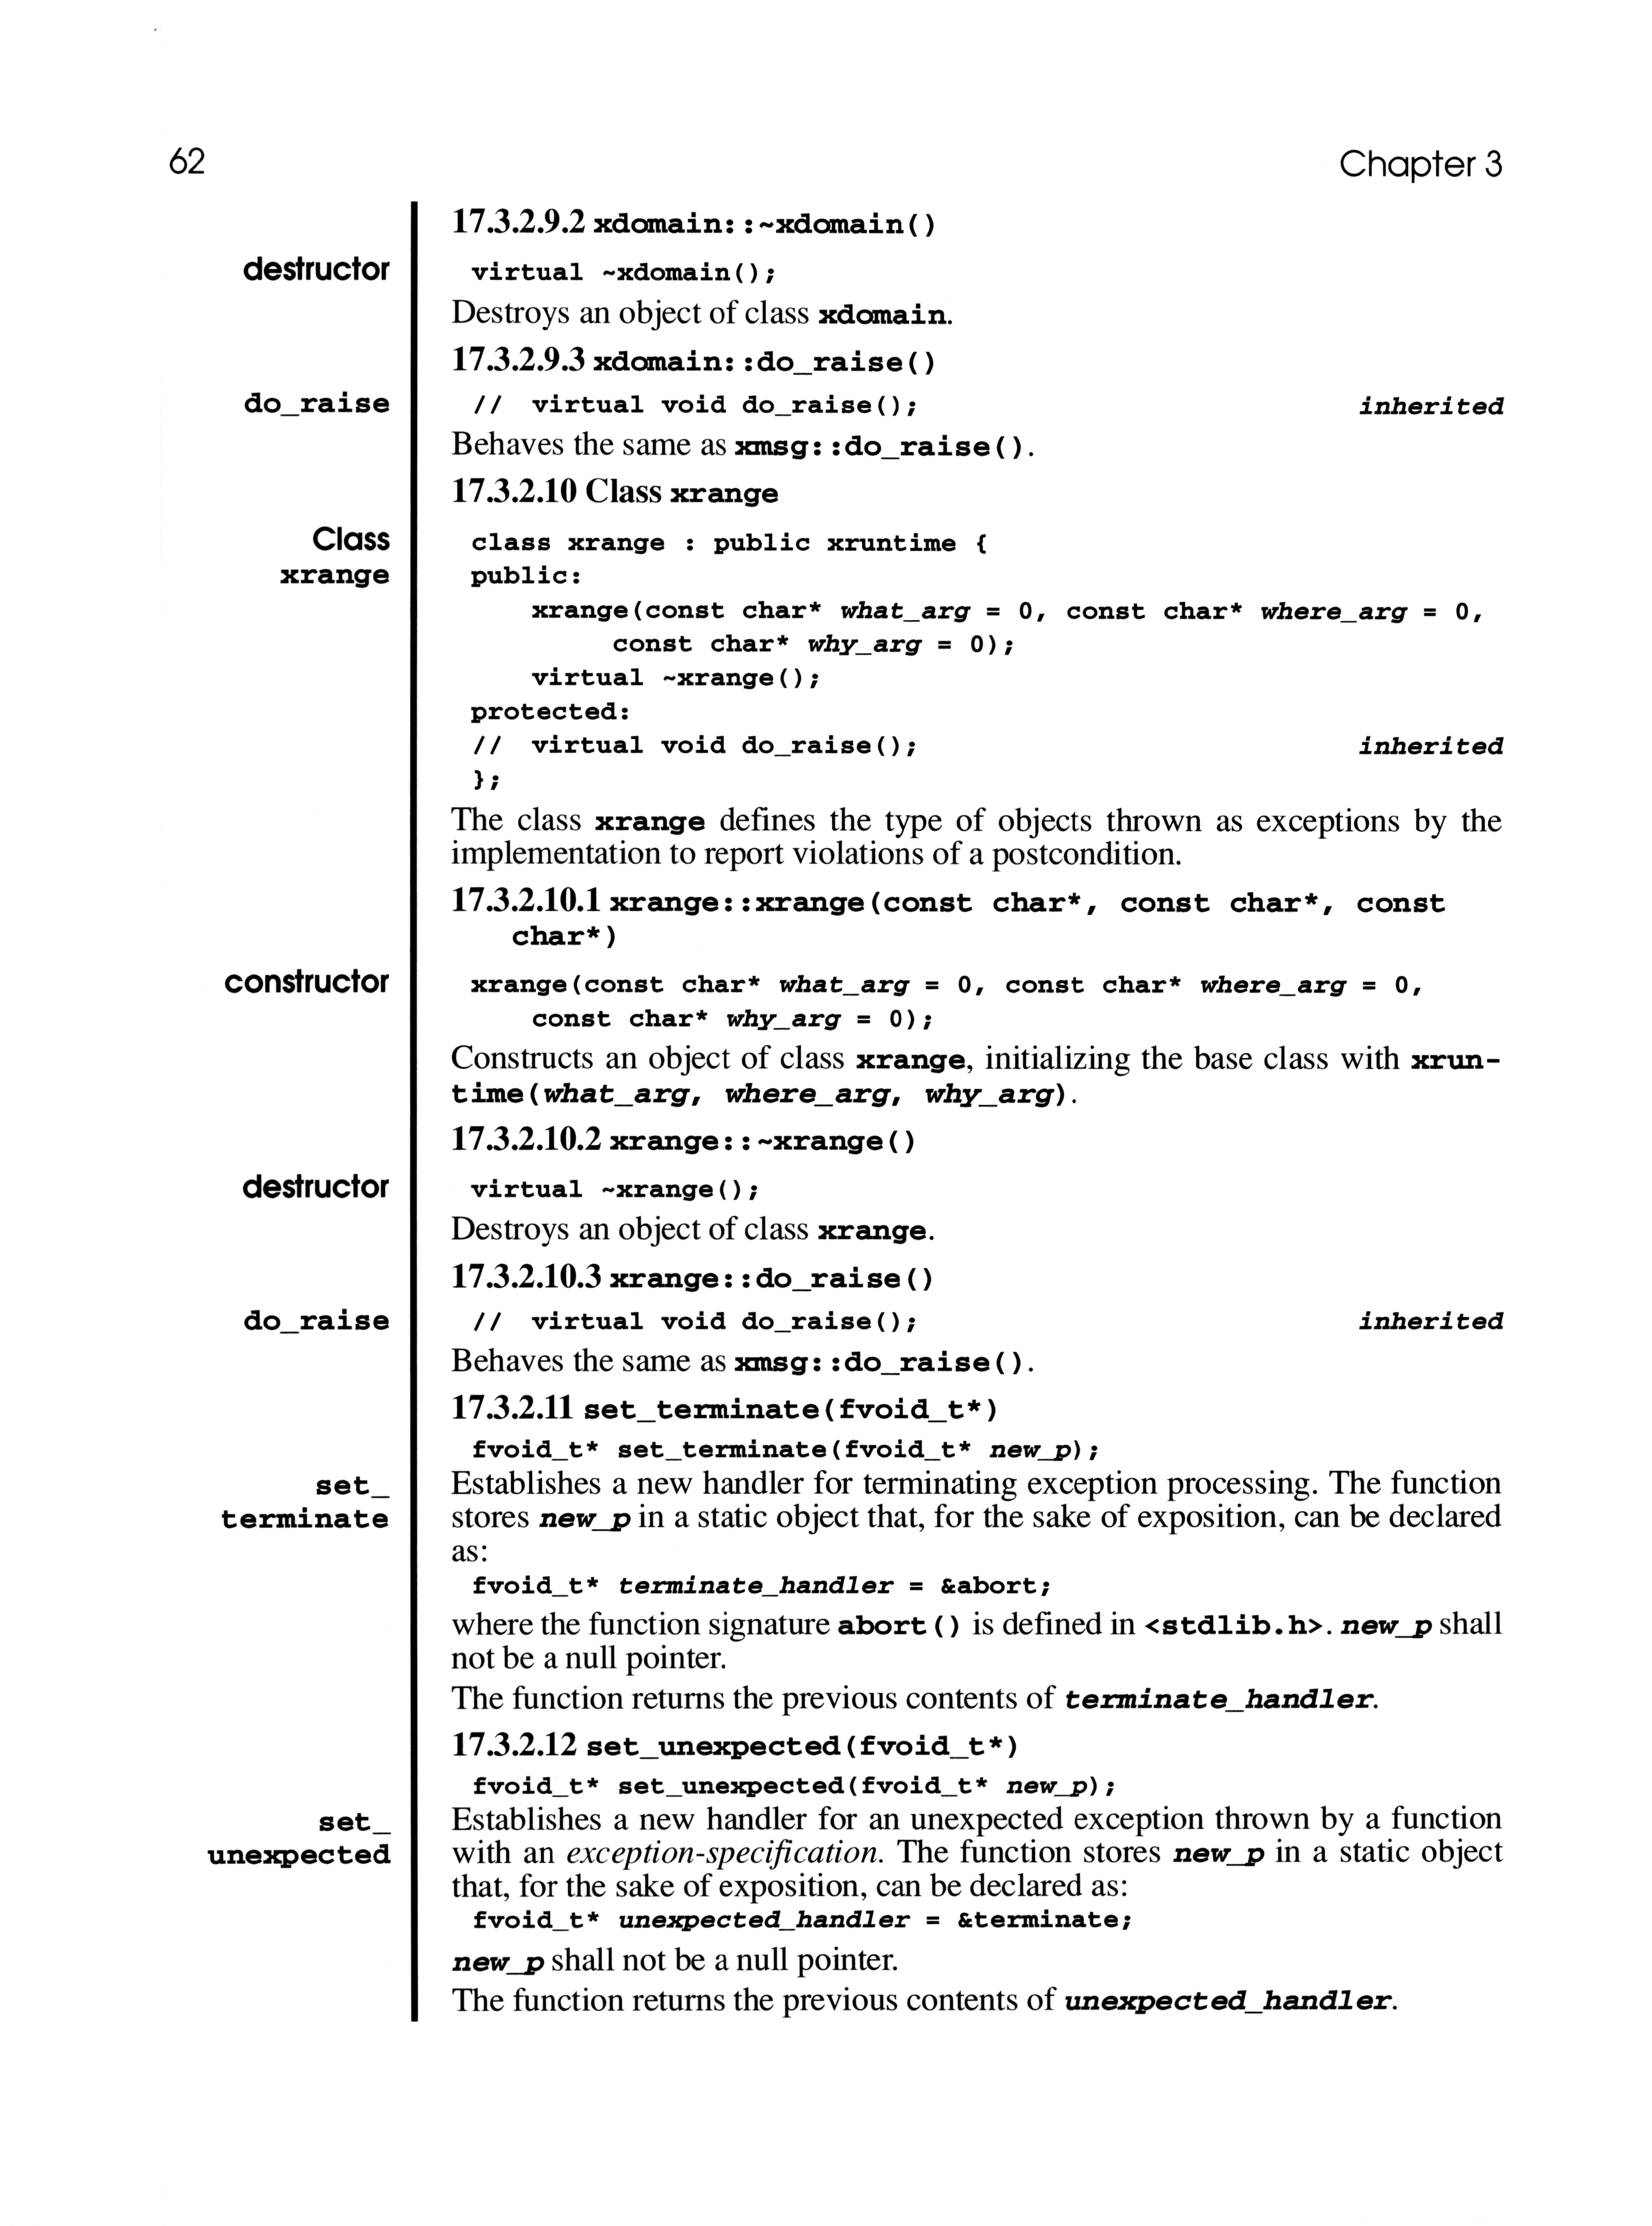 62
Chapter 3
17.3.2.9.2 xdomain::~xdomain()
destructor
virtual ~xdomain();
Destroys an object of class xdomain.
17.3.2.9.3 xdomain::do_raise()
do_raise
// virtual void do_raise(); inherited
Behaves the same as xmsg::do_raise().
17.3.2.10 Class xrange
Class
xrange
class xrange : public xruntime {
public:
xrange(const char* what_arg = 0, const char* where_arg = 0,
const char* why_arg = 0);
virtual ~xrange();
protected:
// virtual void do_raise(); inherited
};
The class xrange defines the type of objects thrown as exceptions by the
implementation to report violations of a postcondition.
17.3.2.10.1 xrange::xrange(const char*, const char*, const
char*)
constructor
xrange(const char* what_arg = 0, const char* where_arg = 0,
const char* why_arg = 0);
Constructs an object of class xrange, initializing the base class with xrun-
time(what_arg, where_arg, why_arg).
17.3.2.10.2 xrange::~xrange()
destructor
virtual ~xrange();
Destroys an object of class xrange.
17.3.2.10.3 xrange::do_raise()
do_raise
// virtual void do_raise(); inherited
Behaves the same as xmsg::do_raise().
17.3.2.11 set_terminate(fvoid_t*)
fvoid_t* set_terminate(fvoid_t* new_p);
set_
terminate
Establishes a new handler for terminating exception processing. The function
stores new_p in a static object that, for the sake of exposition, can be declared
as:
fvoid_t* terminate_handler = &abort;
where the function signature abort() is defined in <stdlib.h>. new_p shall
not be a null pointer.
The function returns the previous contents of terminate_handler.
17.3.2.12 set_unexpected(fvoid_t*)
fvoid_t* set_unexpected(fvoid_t* new_p);
set_
unexpected
Establishes a new handler for an unexpected exception thrown by a function
with an exception-specification. The function stores new_p in a static object
that, for the sake of exposition, can be declared as:
fvoid_t* unexpected_handler = &terminate;
new_p shall not be a null pointer.
The function returns the previous contents of unexpected_handler.